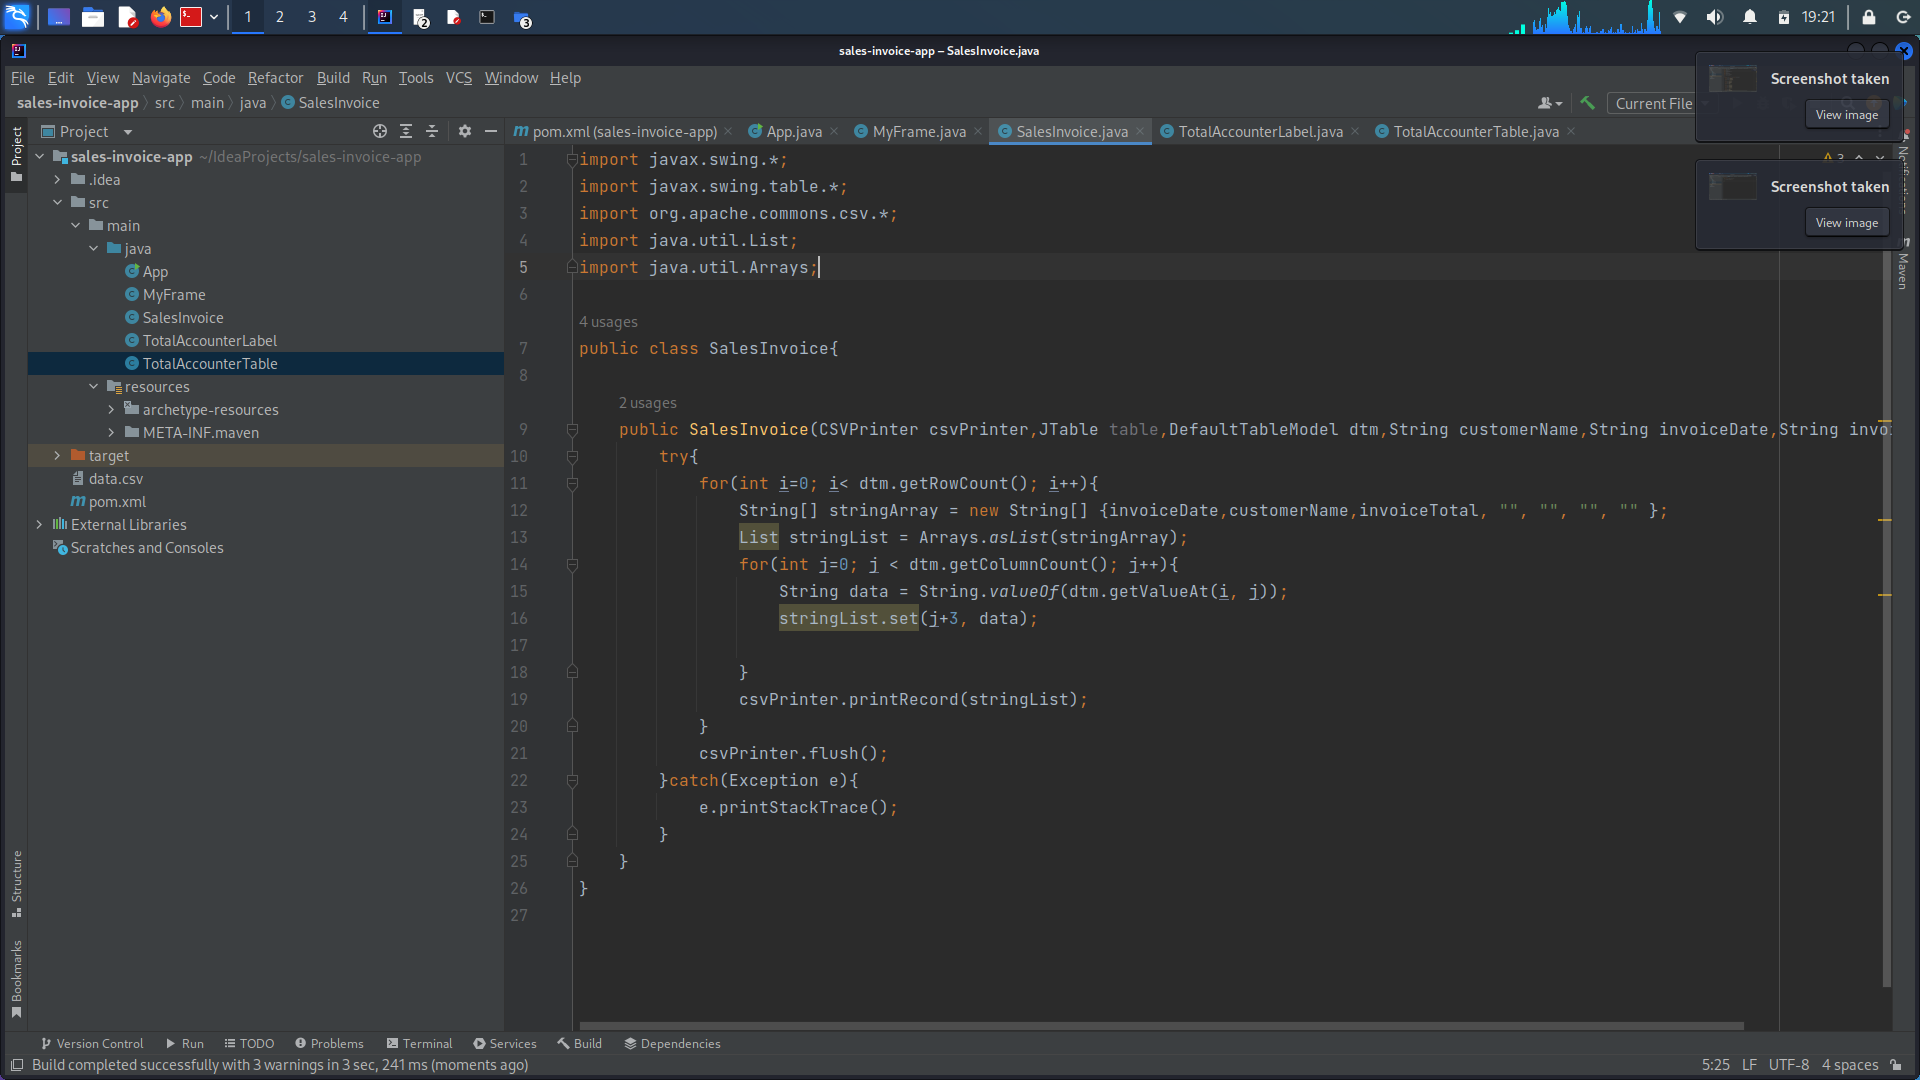 1 2 3 4 2 3 19:21
sales-invoice-app – SalesInvoice.java
File Edit View Navigate Code Refactor Build Run Tools VCS Window Help
sales-invoice-app src main java SalesInvoice Current File
Screenshot taken
View image
Screenshot taken
View image
Project
pom.xml (sales-invoice-app) App.java MyFrame.java SalesInvoice.java TotalAccounterLabel.java TotalAccounterTable.java
Project
sales-invoice-app ~/IdeaProjects/sales-invoice-app
.idea
src
main
java
App
MyFrame
SalesInvoice
TotalAccounterLabel
TotalAccounterTable
resources
archetype-resources
META-INF.maven
target
data.csv
pom.xml
External Libraries
Scratches and Consoles
Structure
Bookmarks
1 import javax.swing.*;
2 import javax.swing.table.*;
3 import org.apache.commons.csv.*;
4 import java.util.List;
5 import java.util.Arrays;
6
4 usages
7 public class SalesInvoice{
8
2 usages
9 public SalesInvoice(CSVPrinter csvPrinter,JTable table,DefaultTableModel dtm,String customerName,String invoiceDate,String invo
10 try{
11 for(int i=0; i< dtm.getRowCount(); i++){
12 String[] stringArray = new String[] {invoiceDate,customerName,invoiceTotal, "", "", "", "" };
13 List stringList = Arrays.asList(stringArray);
14 for(int j=0; j < dtm.getColumnCount(); j++){
15 String data = String.valueOf(dtm.getValueAt(i, j));
16 stringList.set(j+3, data);
17
18 }
19 csvPrinter.printRecord(stringList);
20 }
21 csvPrinter.flush();
22 }catch(Exception e){
23 e.printStackTrace();
24 }
25 }
26 }
27
Maven
Version Control Run TODO Problems Terminal Services Build Dependencies
Build completed successfully with 3 warnings in 3 sec, 241 ms (moments ago) 5:25 LF UTF-8 4 spaces